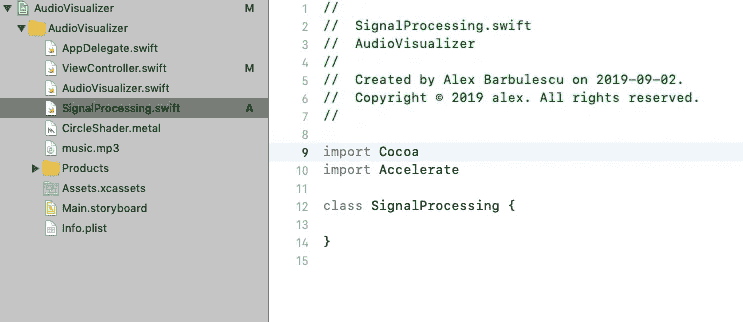 AudioVisualizer M
AudioVisualizer
AppDelegate.swift
ViewController.swift M
AudioVisualizer.swift
SignalProcessing.swift A
CircleShader.metal
music.mp3
Products
Assets.xcassets
Main.storyboard
Info.plist
1 //
2 // SignalProcessing.swift
3 // AudioVisualizer
4 //
5 // Created by Alex Barbulescu on 2019-09-02.
6 // Copyright © 2019 alex. All rights reserved.
7 //
8
9 import Cocoa
10 import Accelerate
11
12 class SignalProcessing {
13
14 }
15